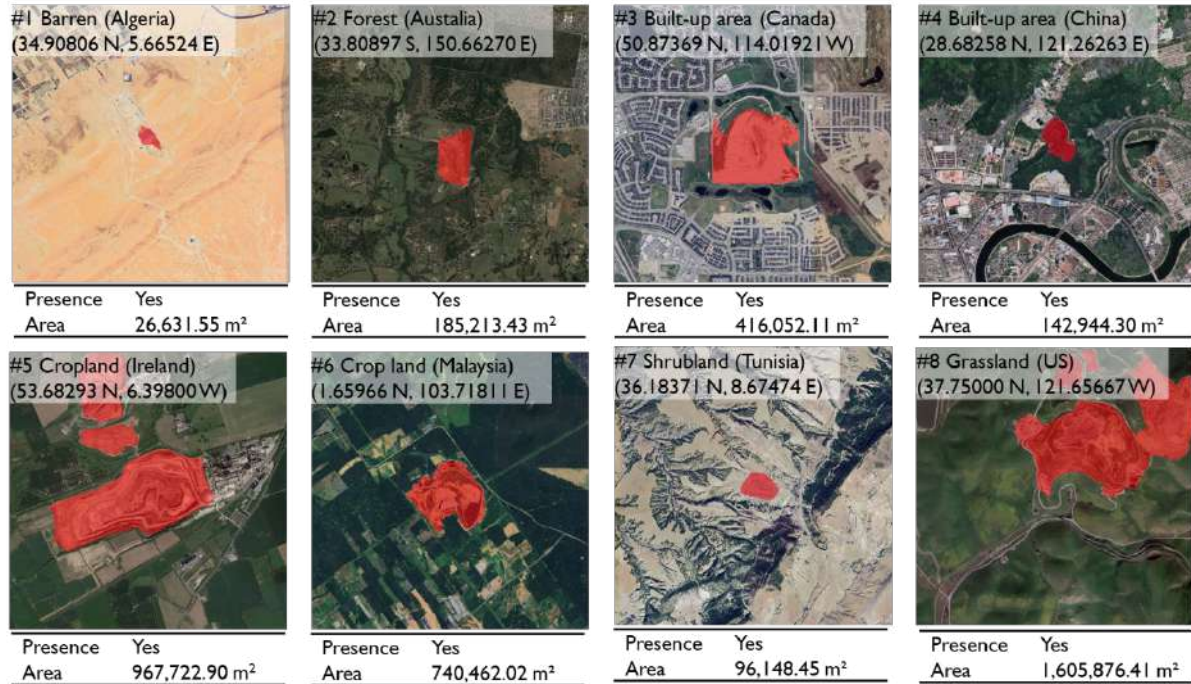 #1 Barren (Algeria)
(34.90806 N, 5.66524 E)
Presence Yes
Area 26,631.55 m²
#2 Forest (Austalia)
(33.80897 S, 150.66270 E)
Presence Yes
Area 185,213.43 m²
#3 Built-up area (Canada)
(50.87369 N, 114.01921 W)
Presence Yes
Area 416,052.11 m²
#4 Built-up area (China)
(28.68258 N, 121.26263 E)
Presence Yes
Area 142,944.30 m²
#5 Cropland (Ireland)
(53.68293 N, 6.39800 W)
Presence Yes
Area 967,722.90 m²
#6 Crop land (Malaysia)
(1.65966 N, 103.71811 E)
Presence Yes
Area 740,462.02 m²
#7 Shrubland (Tunisia)
(36.18371 N, 8.67474 E)
Presence Yes
Area 96,148.45 m²
#8 Grassland (US)
(37.75000 N, 121.65667 W)
Presence Yes
Area 1,605,876.41 m²